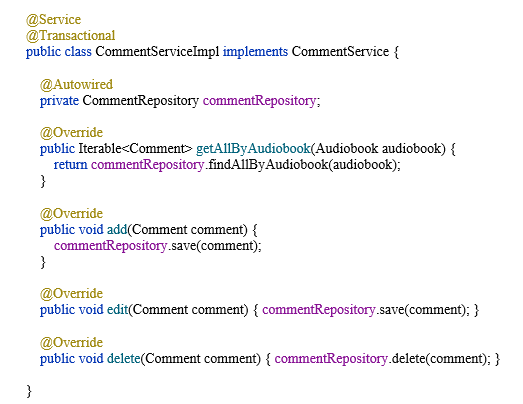 @Service
@Transactional
public class CommentServiceImpl implements CommentService {
@Autowired
private CommentRepository commentRepository;
@Override
public Iterable<Comment> getAllByAudiobook(Audiobook audiobook) {
return commentRepository.findAllByAudiobook(audiobook);
}
@Override
public void add(Comment comment) {
commentRepository.save(comment);
}
@Override
public void edit(Comment comment) { commentRepository.save(comment); }
@Override
public void delete(Comment comment) { commentRepository.delete(comment); }
}